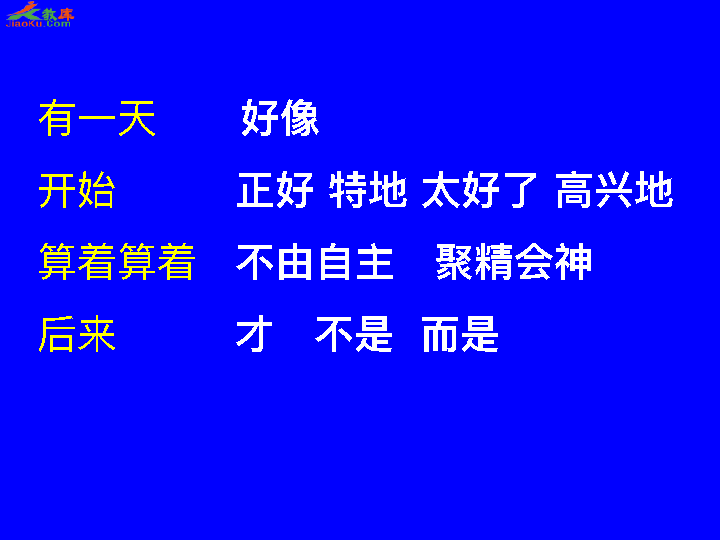 教库
JiaoKu.Com
有一天 好像
开始 正好 特地 太好了 高兴地
算着算着 不由自主 聚精会神
后来 才 不是 而是